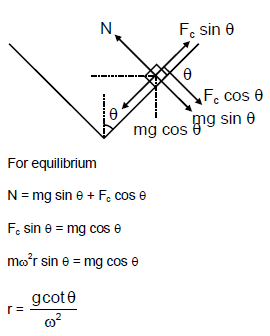 N
F꜀ sin θ
θ
F꜀ cos θ
θ
mg sin θ
mg cos θ
For equilibrium
N = mg sin θ + F꜀ cos θ
F꜀ sin θ = mg cos θ
mω²r sin θ = mg cos θ
r = g cot θ / ω²